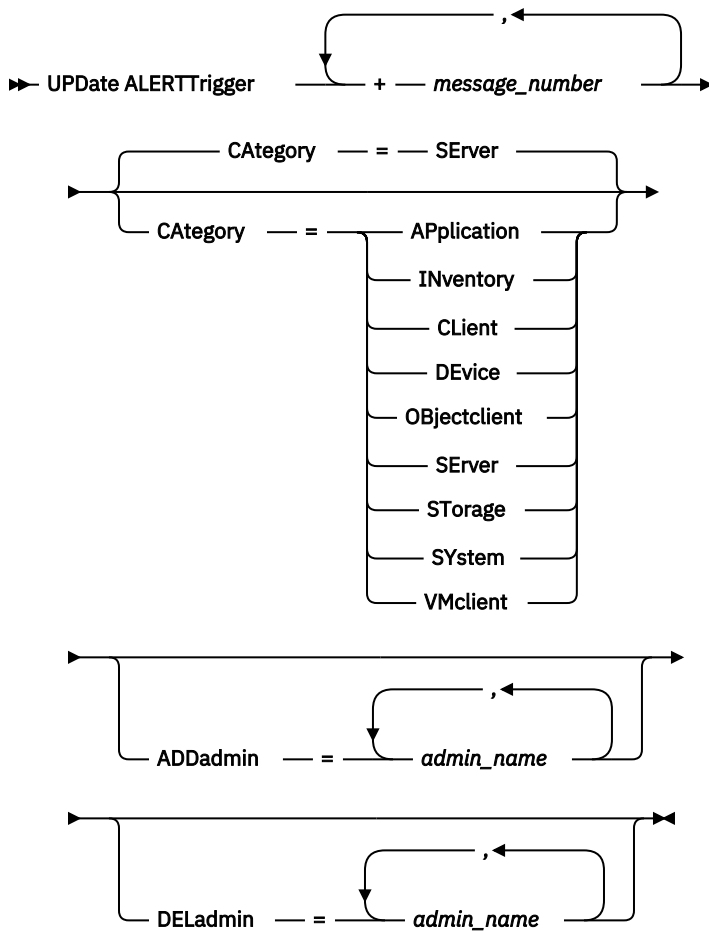 ,
UPDate ALERTTrigger + message_number
CAtegory = SErver
CAtegory = APplication
INventory
CLient
DEvice
OBjectclient
SErver
STorage
SYstem
VMclient
,
ADDadmin = admin_name
,
DELadmin = admin_name